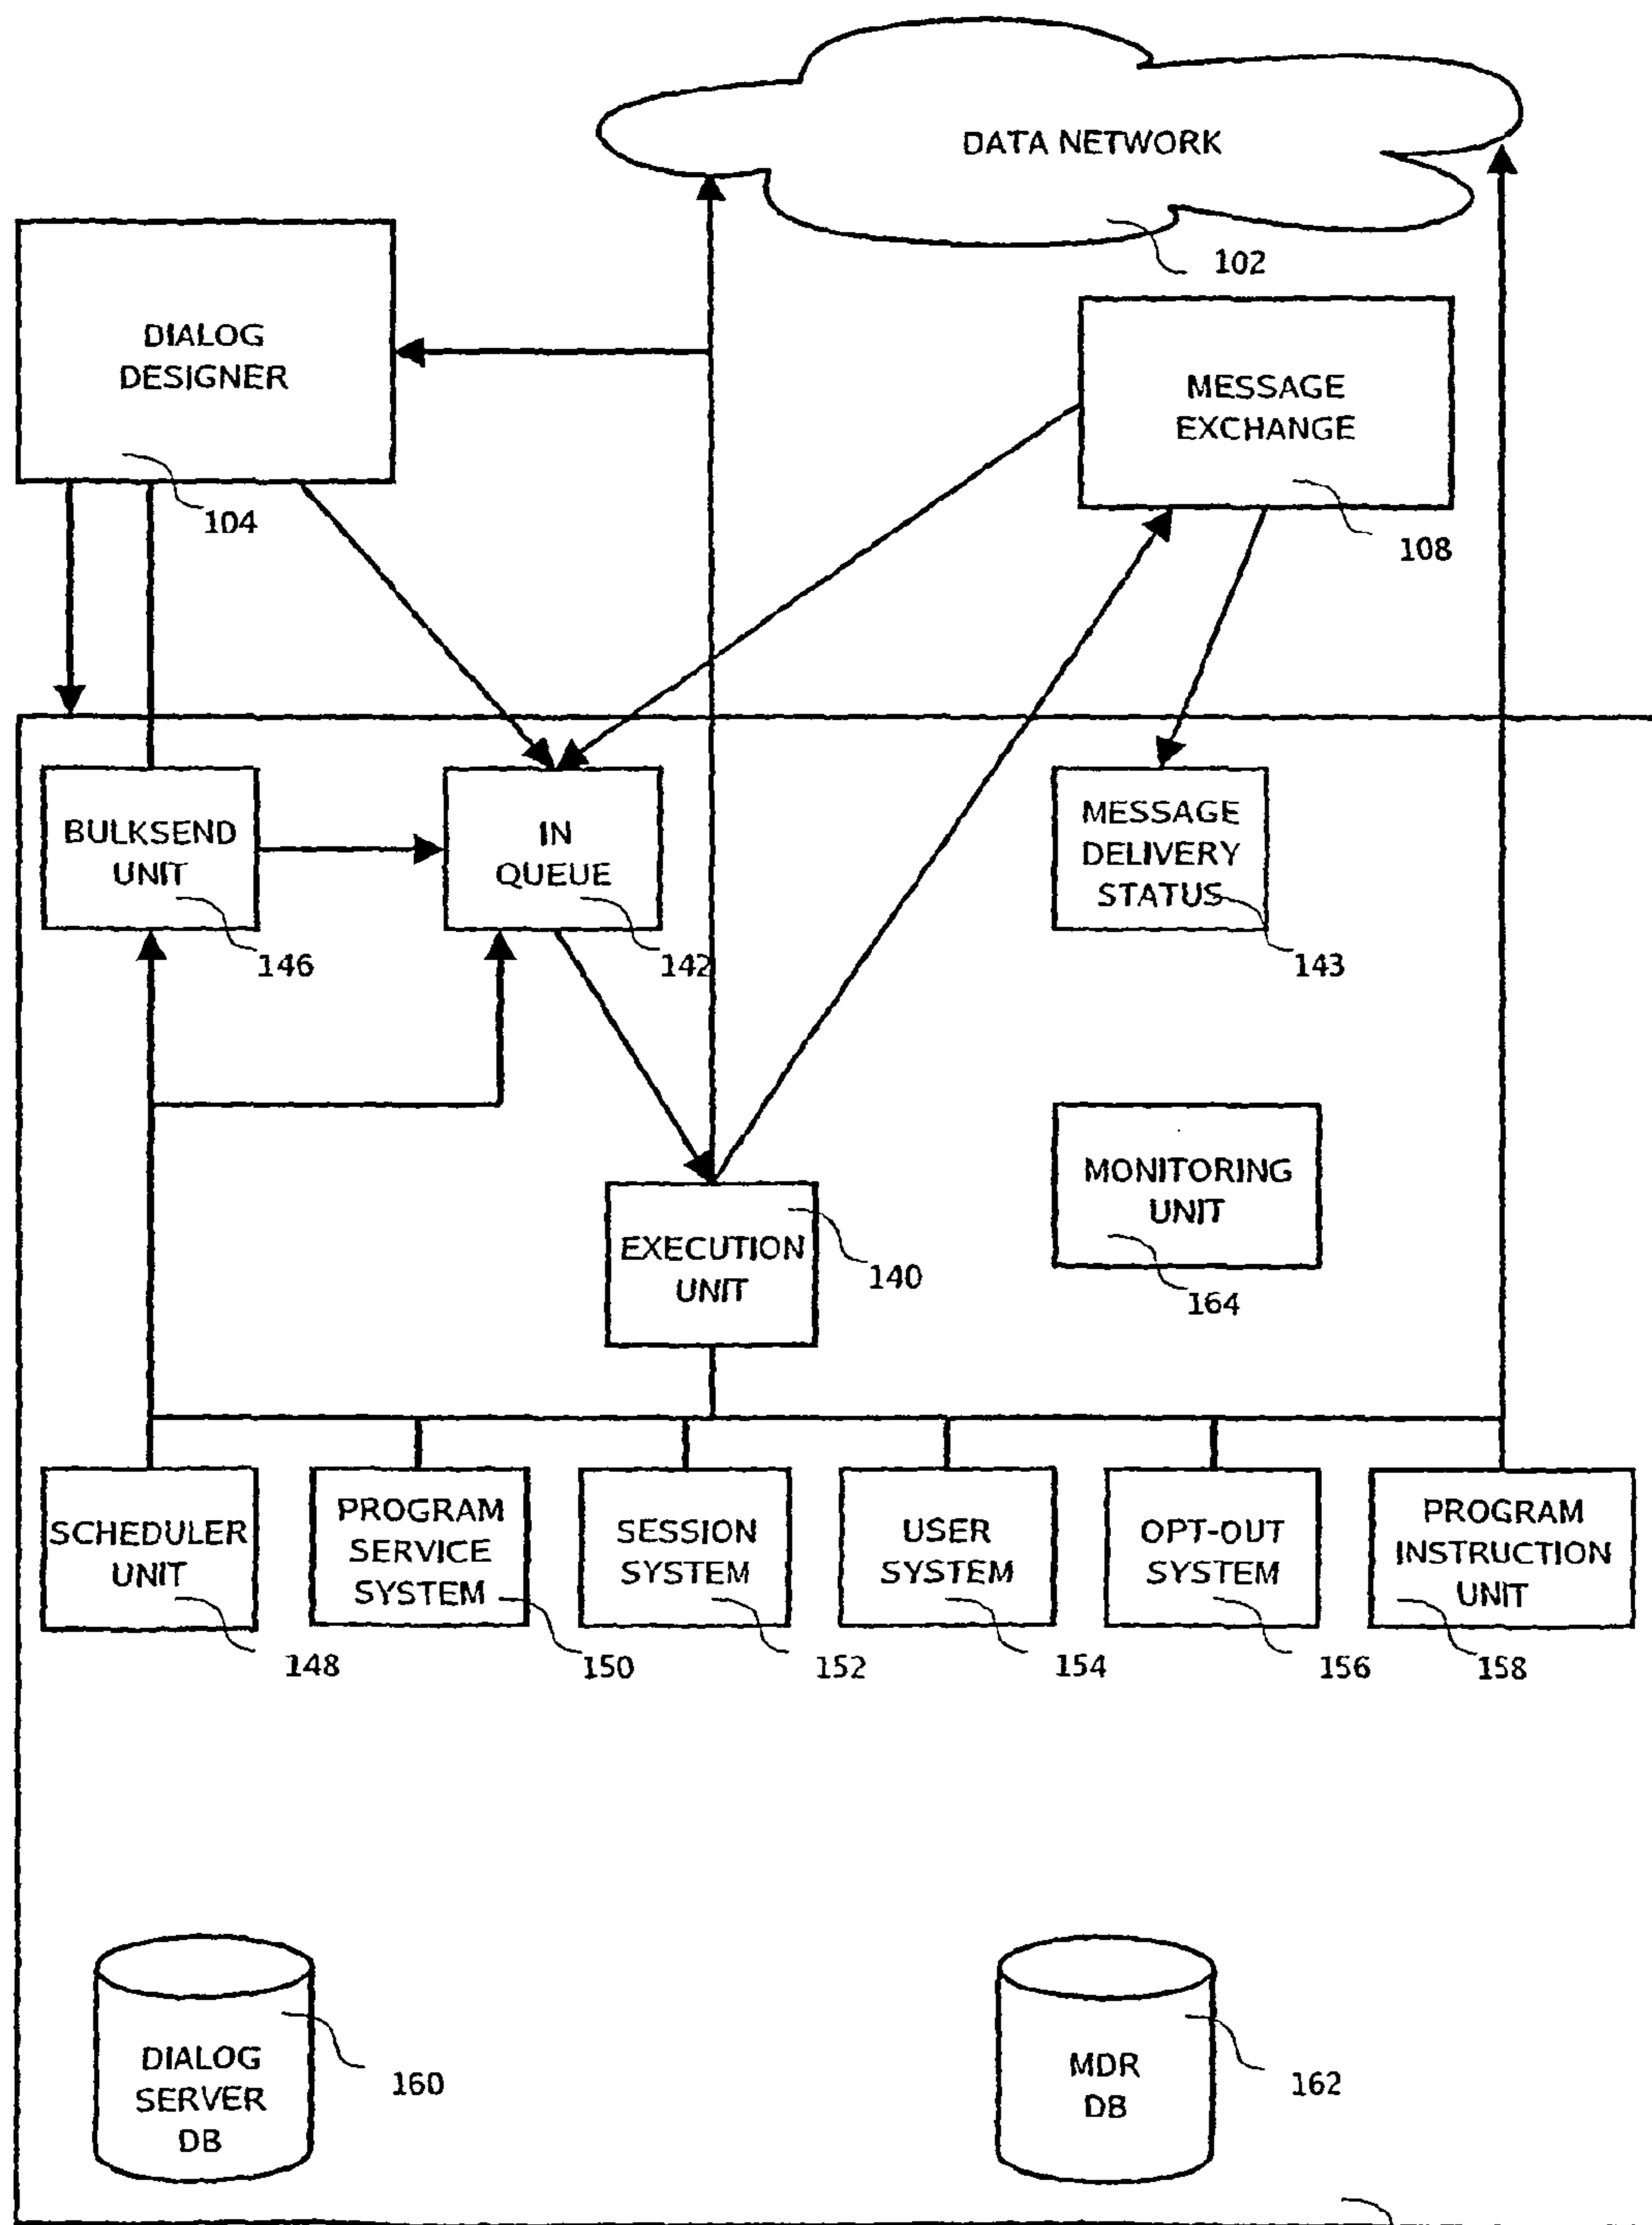 DATA NETWORK
102
DIALOG
DESIGNER
104
MESSAGE
EXCHANGE
108
BULKSEND
UNIT
146
IN
QUEUE
142
MESSAGE
DELIVERY
STATUS
143
EXECUTION
UNIT
140
MONITORING
UNIT
164
SCHEDULER
UNIT
148
PROGRAM
SERVICE
SYSTEM
150
SESSION
SYSTEM
152
USER
SYSTEM
154
OPT-OUT
SYSTEM
156
PROGRAM
INSTRUCTION
UNIT
158
DIALOG
SERVER
DB
160
MDR
DB
162